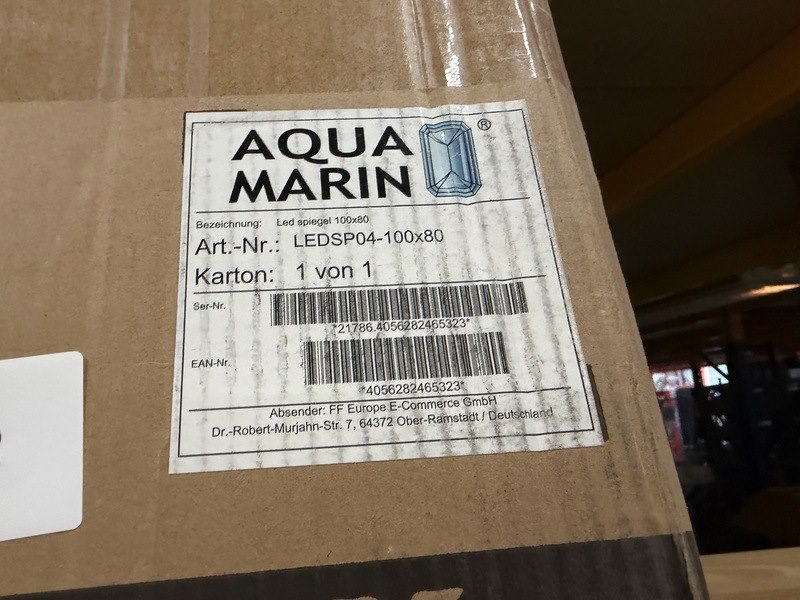 AQUA
MARIN
®
Bezeichnung: Led spiegel 100x80
Art.-Nr.: LEDSP04-100x80
Karton: 1 von 1
Ser-Nr.
*21786.4056282465323*
EAN-Nr.
*4056282465323*
Absender: FF Europe E-Commerce GmbH
Dr.-Robert-Murjahn-Str. 7, 64372 Ober-Ramstadt / Deutschland